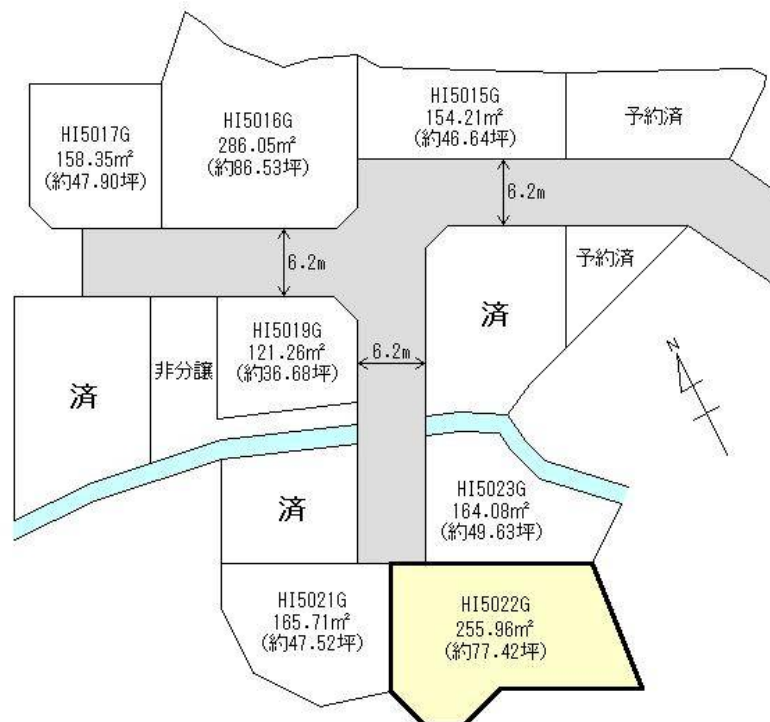 HI5017G
158.35㎡
(約47.90坪)
HI5016G
286.05㎡
(約86.53坪)
HI5015G
154.21㎡
(約46.64坪)
予約済
6.2m
6.2m
予約済
済
済
非分譲
HI5019G
121.26㎡
(約36.68坪)
6.2m
N
済
HI5023G
164.08㎡
(約49.63坪)
HI5021G
165.71㎡
(約47.52坪)
HI5022G
255.96㎡
(約77.42坪)